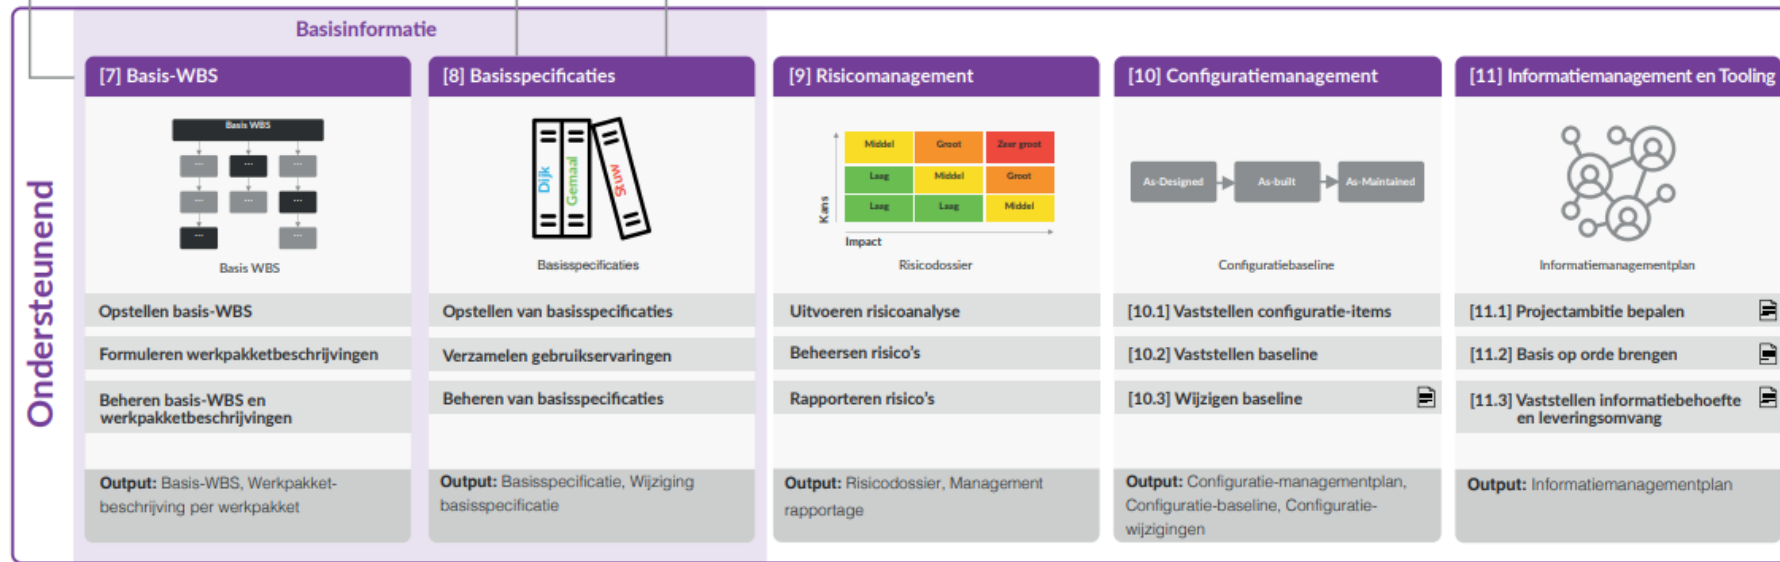 Ondersteunend
Basisinformatie
[7] Basis-WBS
Basis WBS
...
...
...
...
...
...
...
...
Basis WBS
Opstellen basis-WBS
Formuleren werkpakketbeschrijvingen
Beheren basis-WBS en
werkpakketbeschrijvingen
Output: Basis-WBS, Werkpakket-
beschrijving per werkpakket
[8] Basisspecificaties
Dijk
Gemaal
Stuw
Basisspecificaties
Opstellen van basisspecificaties
Verzamelen gebruikservaringen
Beheren van basisspecificaties
Output: Basisspecificatie, Wijziging
basisspecificatie
[9] Risicomanagement
Kans
Middel Groot Zeer groot
Laag Middel Groot
Laag Laag Middel
Impact
Risicodossier
Uitvoeren risicoanalyse
Beheersen risico's
Rapporteren risico's
Output: Risicodossier, Management
rapportage
[10] Configuratiemanagement
As-Designed As-built As-Maintained
Configuratiebaseline
[10.1] Vaststellen configuratie-items
[10.2] Vaststellen baseline
[10.3] Wijzigen baseline
Output: Configuratie-managementplan,
Configuratie-baseline, Configuratie-
wijzigingen
[11] Informatiemanagement en Tooling
Informatiemanagementplan
[11.1] Projectambitie bepalen
[11.2] Basis op orde brengen
[11.3] Vaststellen informatiebehoefte
en leveringsomvang
Output: Informatiemanagementplan